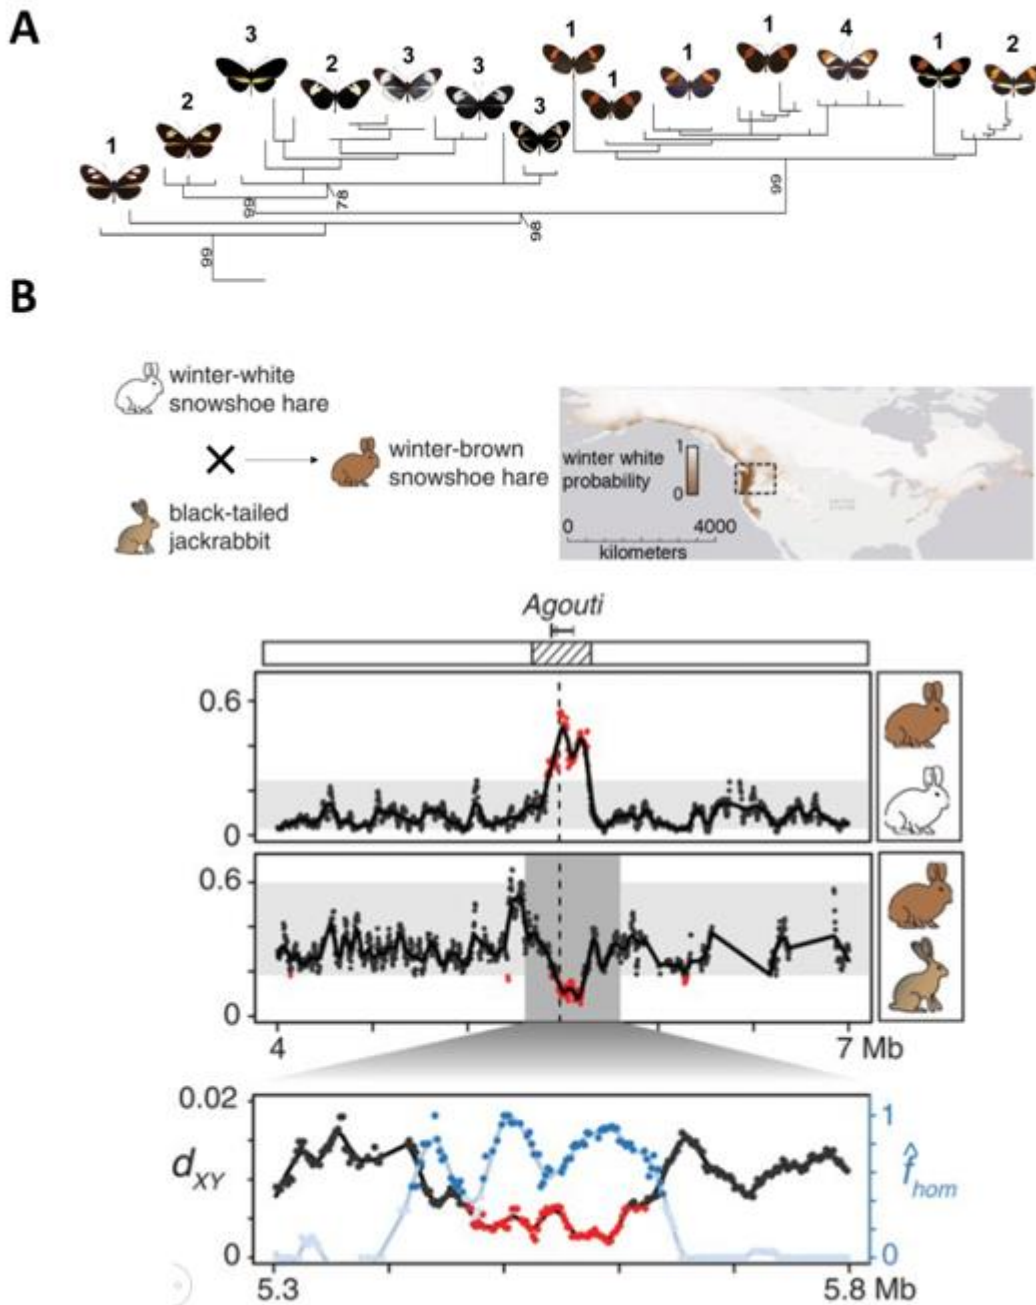 A
3
1
1
4
2
3
3
1
1
2
2
1
3
1
99
78
99
98
99
B
winter-white
snowshoe hare
winter-brown
snowshoe hare
black-tailed
jackrabbit
winter white
probability
1
0
0
4000
kilometers
Agouti
0.6
0
0.6
0
4
7 Mb
0.02
d_XY
0
1
f̂_hom
0
5.3
5.8 Mb